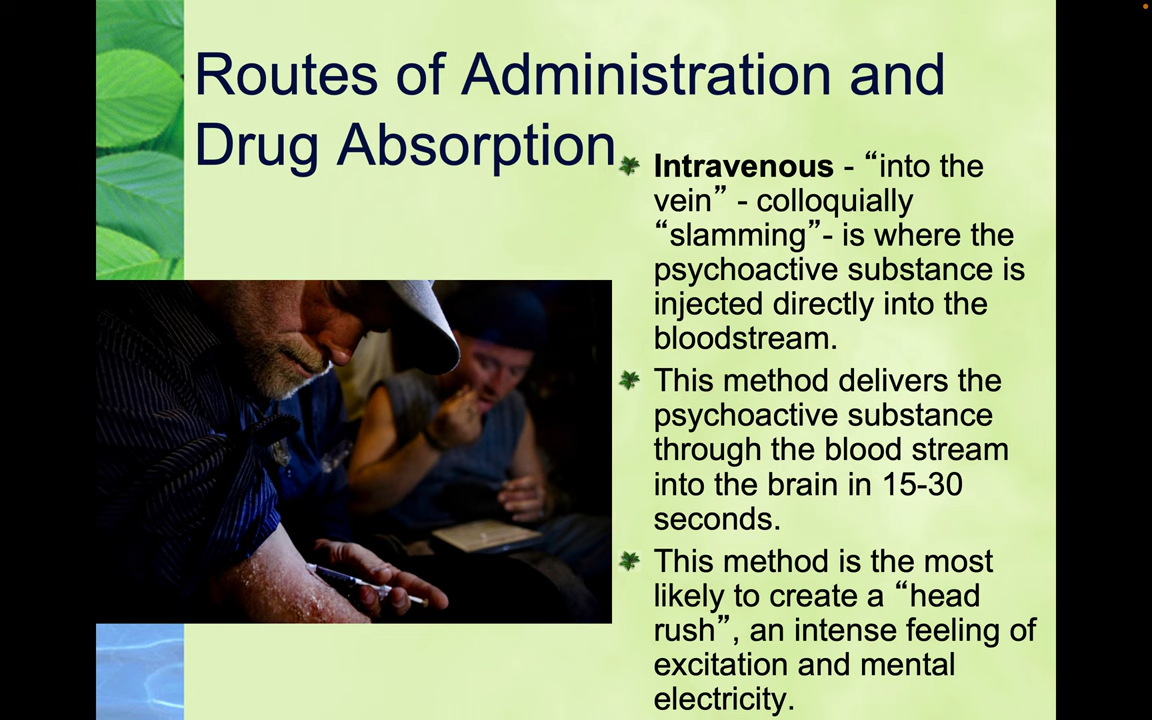 Routes of Administration and
Drug Absorption
Intravenous - “into the
vein” - colloquially
“slamming”- is where the
psychoactive substance is
injected directly into the
bloodstream.
This method delivers the
psychoactive substance
through the blood stream
into the brain in 15-30
seconds.
This method is the most
likely to create a “head
rush”, an intense feeling of
excitation and mental
electricity.